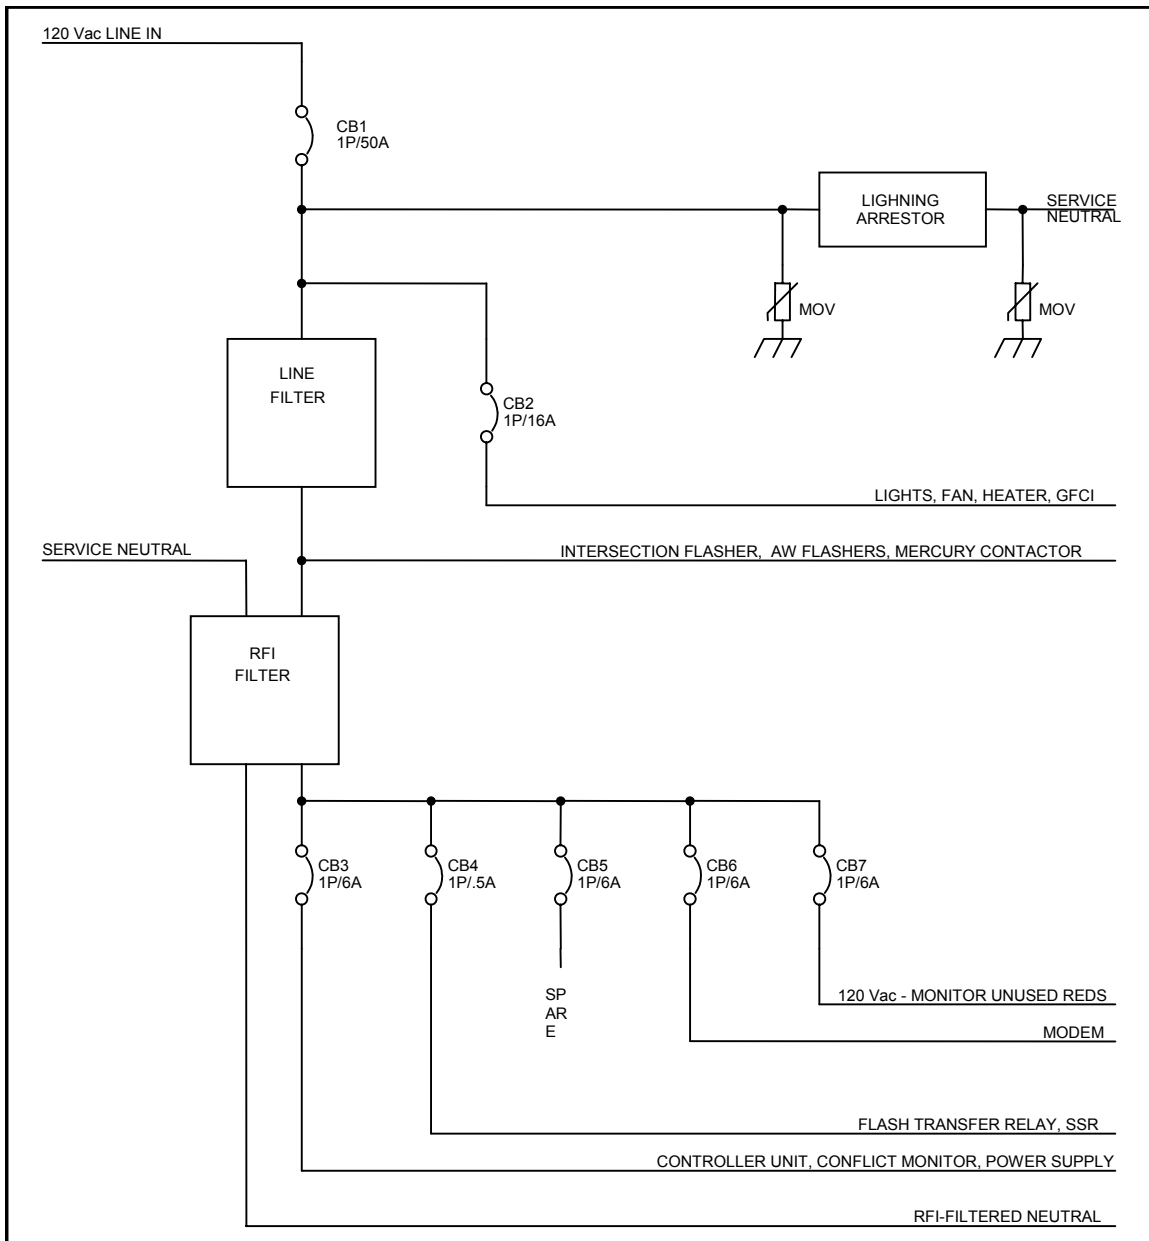 120 Vac LINE IN
CB1
1P/50A
LIGHNING
ARRESTOR
SERVICE
NEUTRAL
MOV
MOV
LINE
FILTER
CB2
1P/16A
LIGHTS, FAN, HEATER, GFCI
SERVICE NEUTRAL
INTERSECTION FLASHER, AW FLASHERS, MERCURY CONTACTOR
RFI
FILTER
CB3
1P/6A
CB4
1P/.5A
CB5
1P/6A
CB6
1P/6A
CB7
1P/6A
SP
AR
E
120 Vac - MONITOR UNUSED REDS
MODEM
FLASH TRANSFER RELAY, SSR
CONTROLLER UNIT, CONFLICT MONITOR, POWER SUPPLY
RFI-FILTERED NEUTRAL